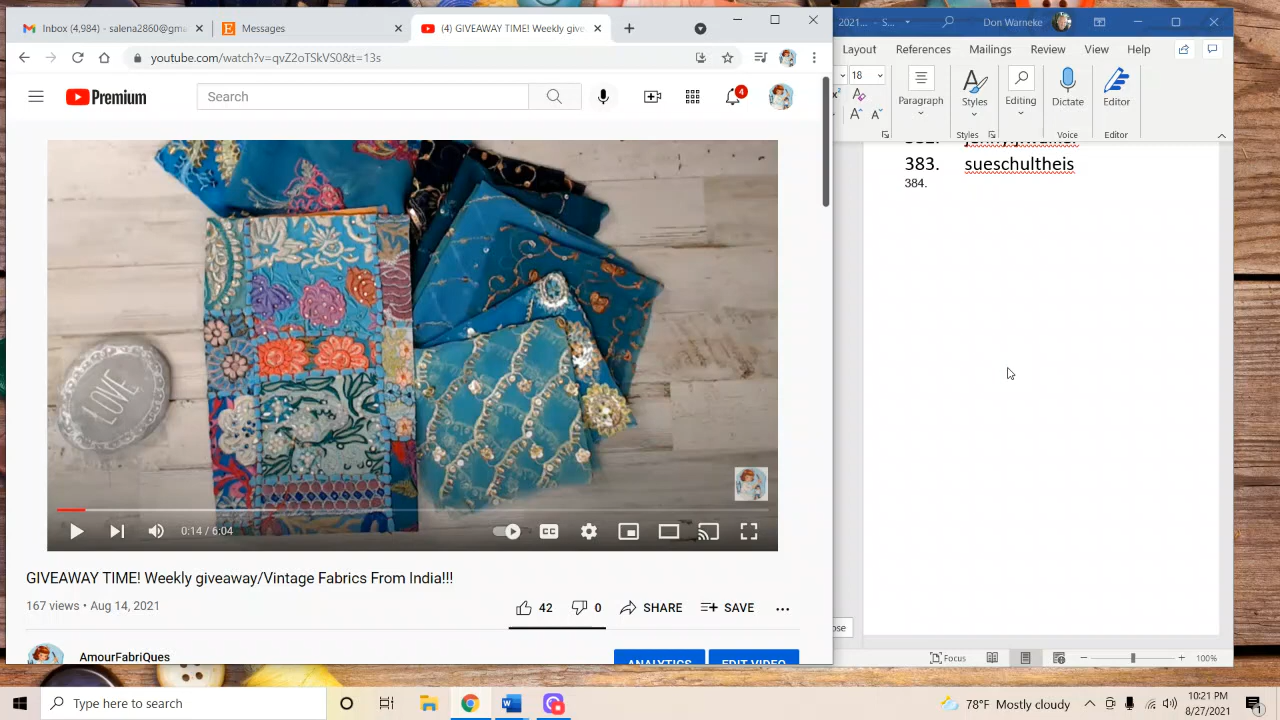 Inbox (4,984) - salena2860@gm
Messages
(4) GIVEAWAY TIME! Weekly give
youtube.com/watch?v=qvZ2oTSkVS0&t=13s
Premium
Search
4
LOVE
0:14 / 6:04
CC
GIVEAWAY TIME! Weekly giveaway/Vintage Fabrics From India!!!
167 views • Aug 14, 2021
42
0
SHARE
SAVE
AmourFabriQues
ANALYTICS
EDIT VIDEO
2021...
Don Warneke
Layout
References
Mailings
Review
View
Help
18
Paragraph
Styles
Editing
Dictate
Editor
Styles
Voice
Editor
383. sueschultheis
384.
Focus
100%
Type here to search
78°F Mostly cloudy
10:21 PM
8/27/2021
1